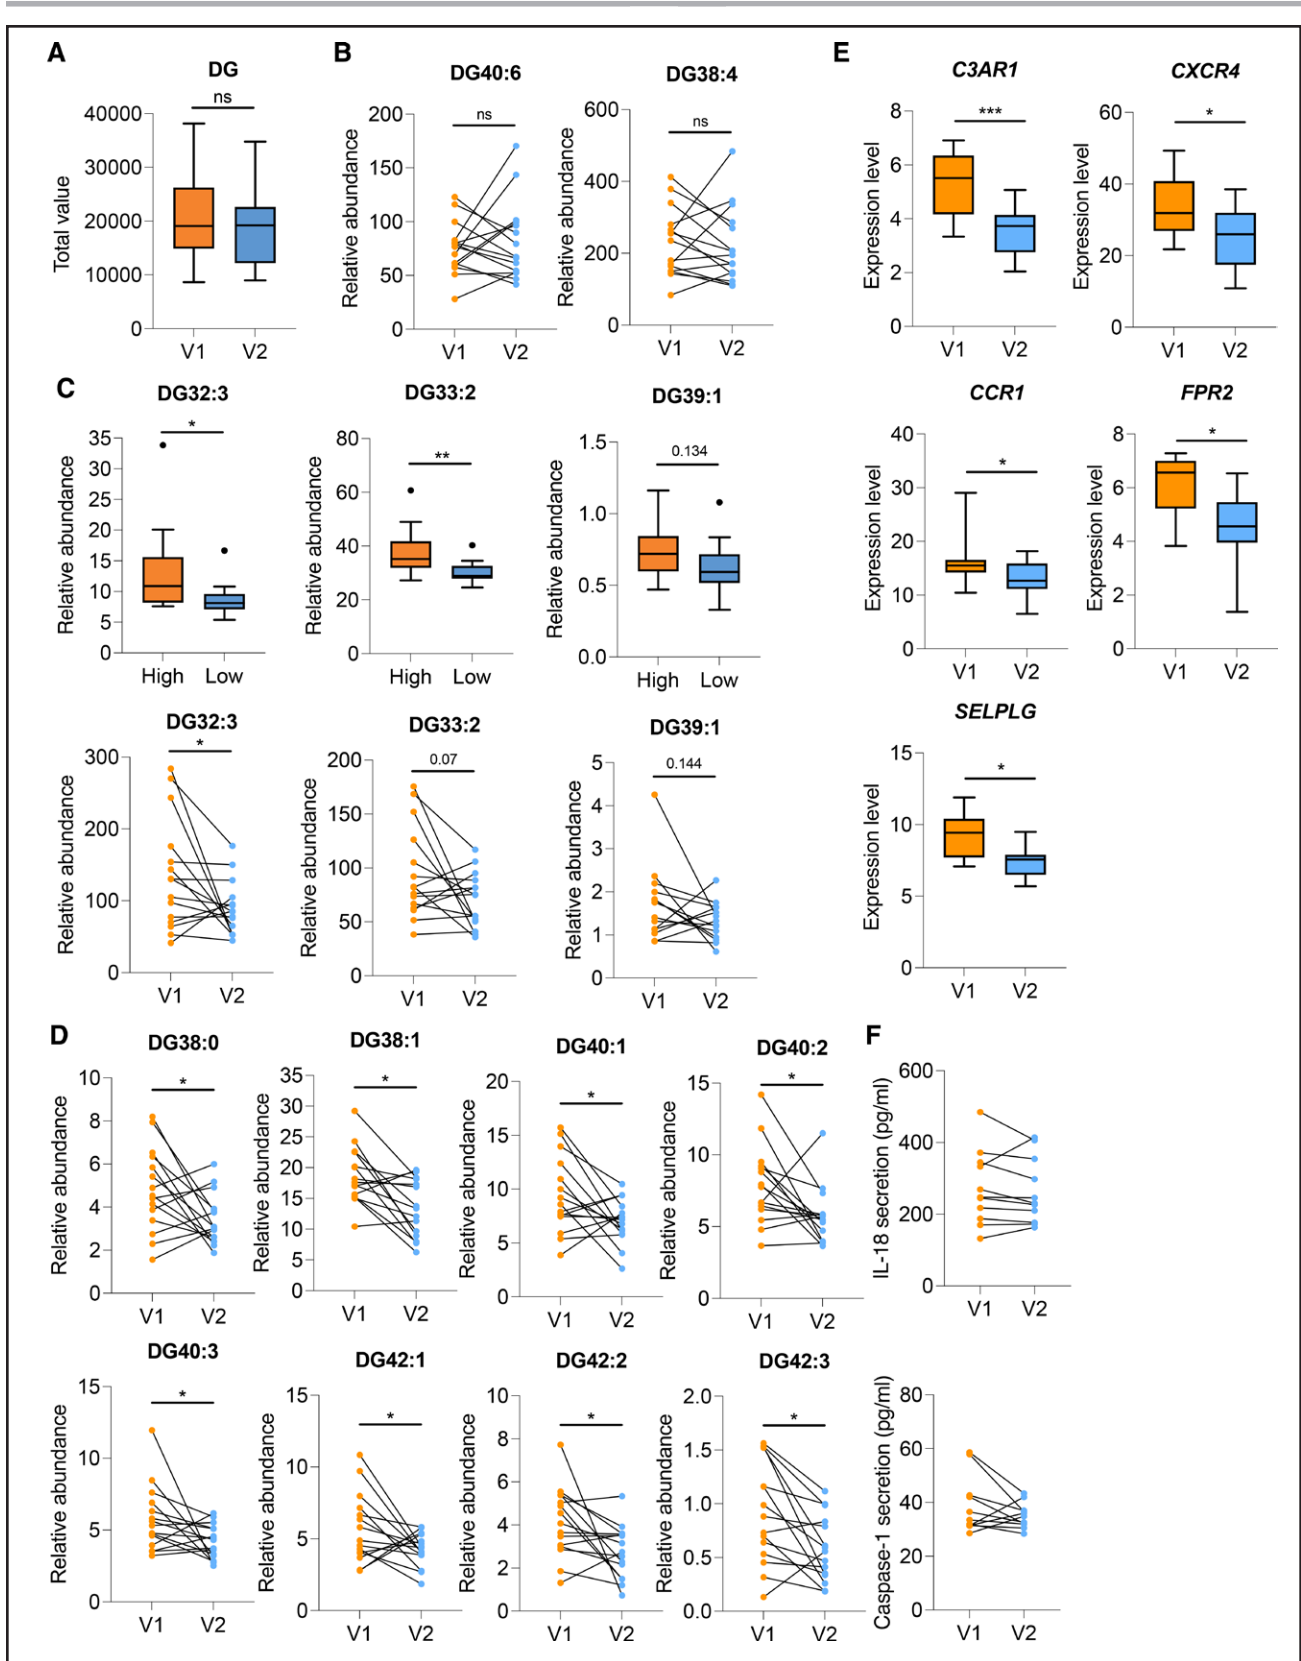 A
DG
ns
Total value
40000
30000
20000
10000
0
V1 V2
B
DG40:6
ns
Relative abundance
200
150
100
50
0
V1 V2
DG38:4
ns
Relative abundance
600
400
200
0
V1 V2
E
C3AR1
***
Expression level
8
6
4
2
0
V1 V2
CXCR4
*
Expression level
60
40
20
0
V1 V2
C
DG32:3
*
Relative abundance
35
30
25
20
15
10
5
0
High Low
DG33:2
**
Relative abundance
80
60
40
20
0
High Low
DG39:1
0.134
Relative abundance
1.5
1.0
0.5
0.0
High Low
CCR1
*
Expression level
40
30
20
10
0
V1 V2
FPR2
*
Expression level
8
6
4
2
0
V1 V2
DG32:3
*
Relative abundance
300
200
100
0
V1 V2
DG33:2
0.07
Relative abundance
200
150
100
50
0
V1 V2
DG39:1
0.144
Relative abundance
5
4
3
2
1
0
V1 V2
SELPLG
*
Expression level
15
10
5
0
V1 V2
D
DG38:0
*
Relative abundance
10
8
6
4
2
0
V1 V2
DG38:1
*
Relative abundance
35
30
25
20
15
10
5
0
V1 V2
DG40:1
*
Relative abundance
20
15
10
5
0
V1 V2
DG40:2
*
Relative abundance
15
10
5
0
V1 V2
F
IL-18 secretion (pg/ml)
600
400
200
0
V1 V2
DG40:3
*
Relative abundance
15
10
5
0
V1 V2
DG42:1
*
Relative abundance
15
10
5
0
V1 V2
DG42:2
*
Relative abundance
10
8
6
4
2
0
V1 V2
DG42:3
*
Relative abundance
2.0
1.5
1.0
0.5
0.0
V1 V2
Caspase-1 secretion (pg/ml)
80
60
40
20
0
V1 V2